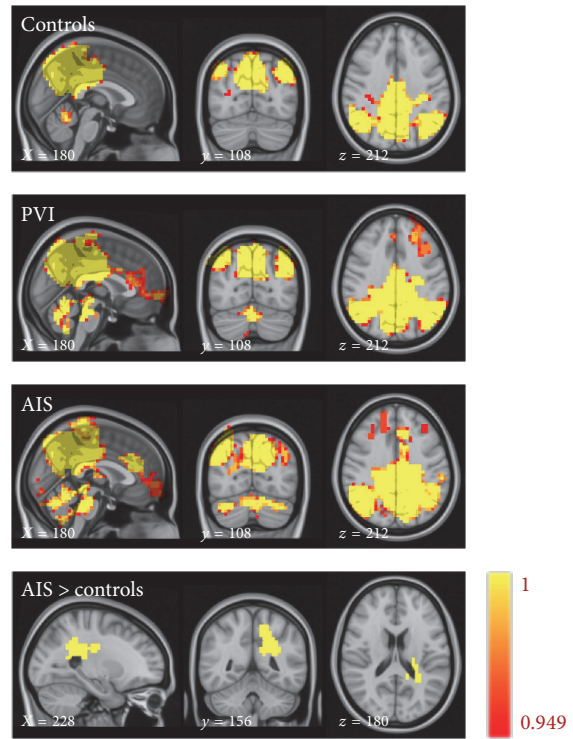 Controls
X = 180
y = 108
z = 212
PVI
X = 180
y = 108
z = 212
AIS
X = 180
y = 108
z = 212
AIS > controls
X = 228
y = 156
z = 180
1
0.949